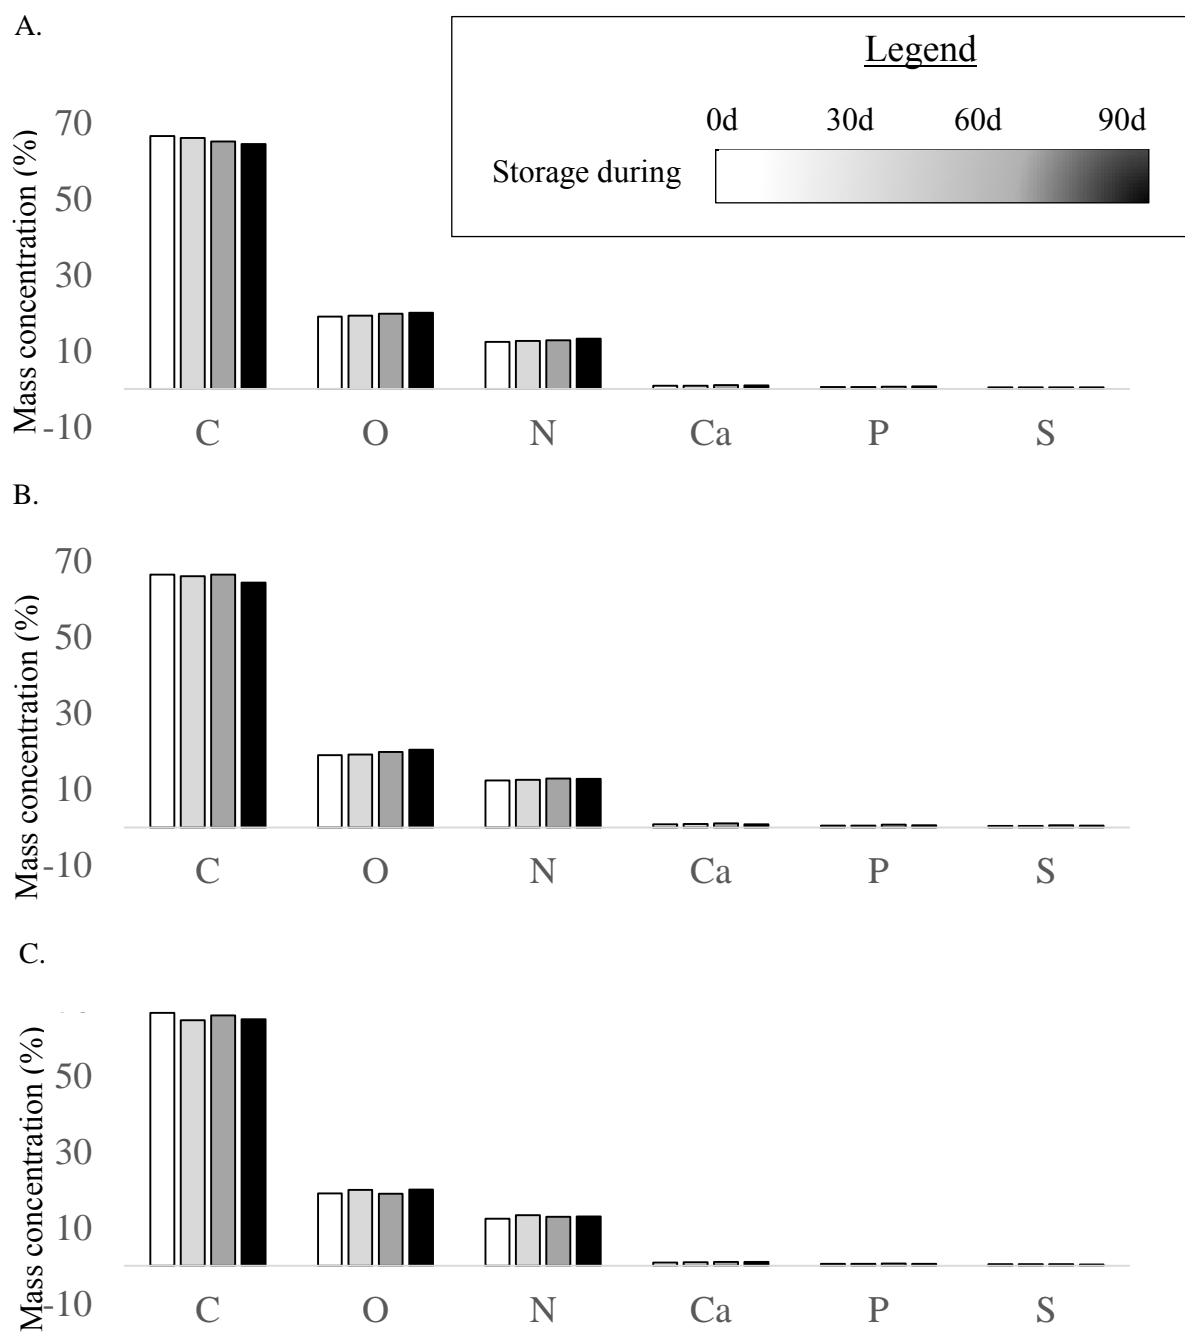 A.
Legend
0d 30d 60d 90d
Storage during
Mass concentration (%)
70
50
30
10
-10
C O N Ca P S
B.
Mass concentration (%)
70
50
30
10
-10
C O N Ca P S
C.
Mass concentration (%)
50
30
10
-10
C O N Ca P S